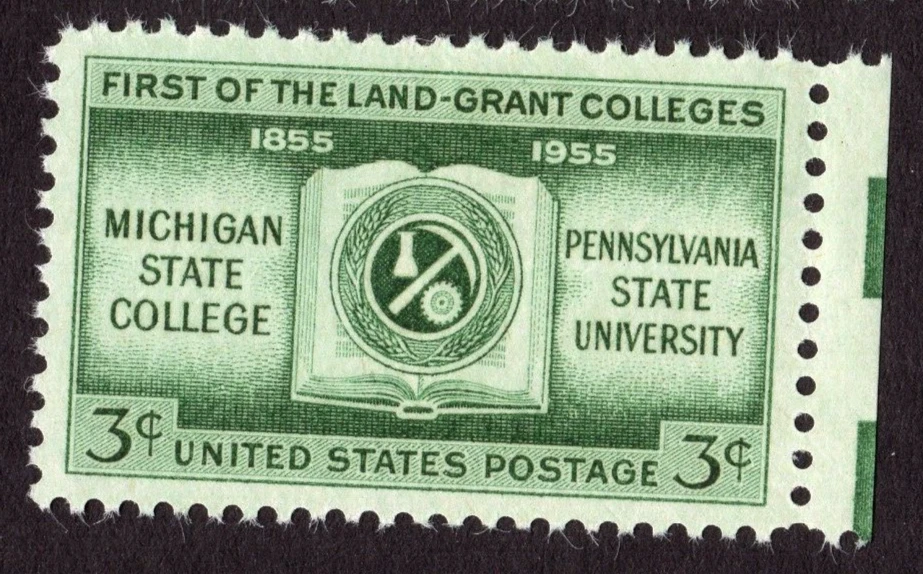 FIRST OF THE LAND-GRANT COLLEGES
1855 1955
MICHIGAN
STATE
COLLEGE
PENNSYLVANIA
STATE
UNIVERSITY
3¢ UNITED STATES POSTAGE 3¢